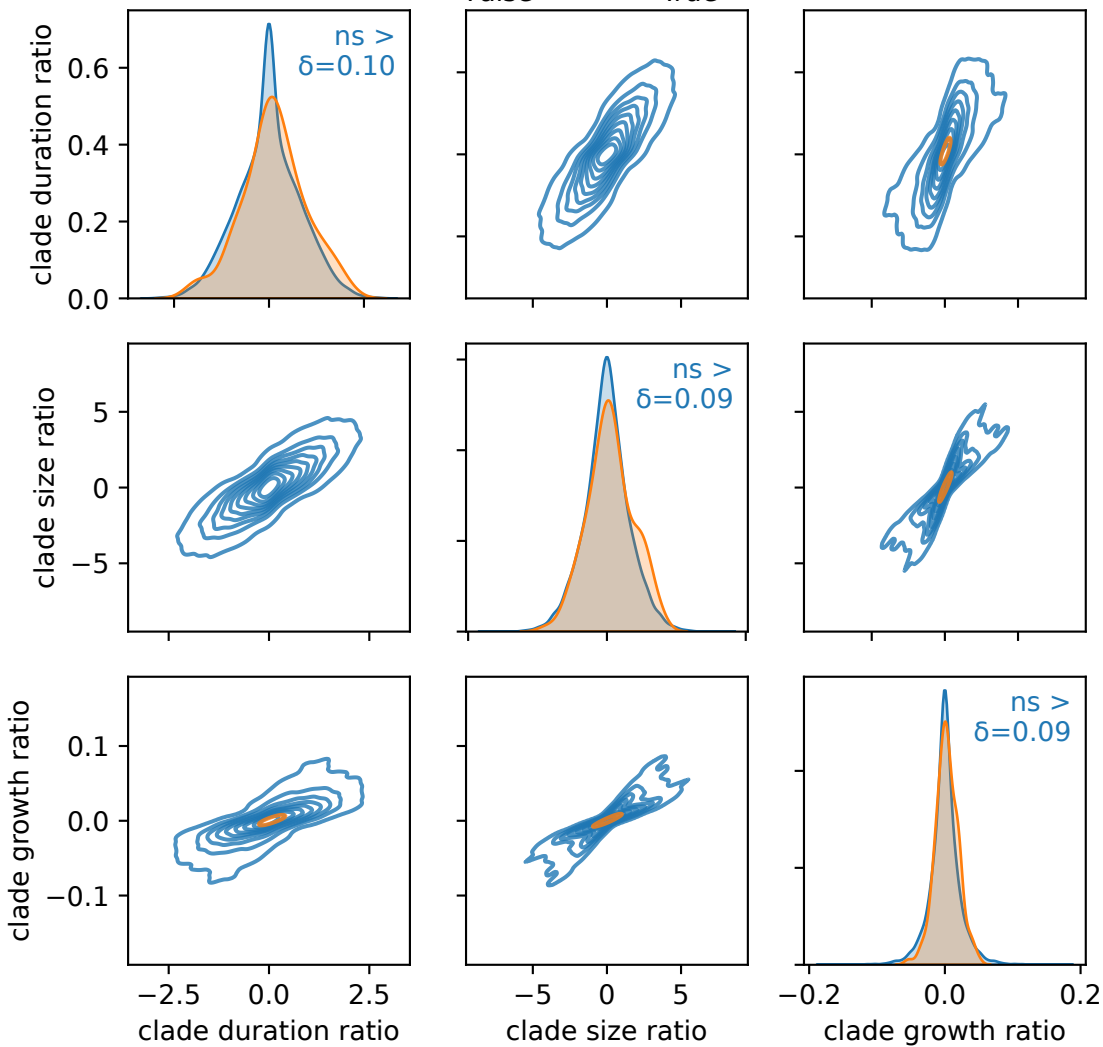 clade duration ratio
0.6
0.4
0.2
0.0
ns >
δ=0.10
clade size ratio
5
0
−5
ns >
δ=0.09
clade growth ratio
0.1
0.0
−0.1
ns >
δ=0.09
−2.5 0.0 2.5
−5 0 5
−0.2 0.0 0.2
clade duration ratio
clade size ratio
clade growth ratio